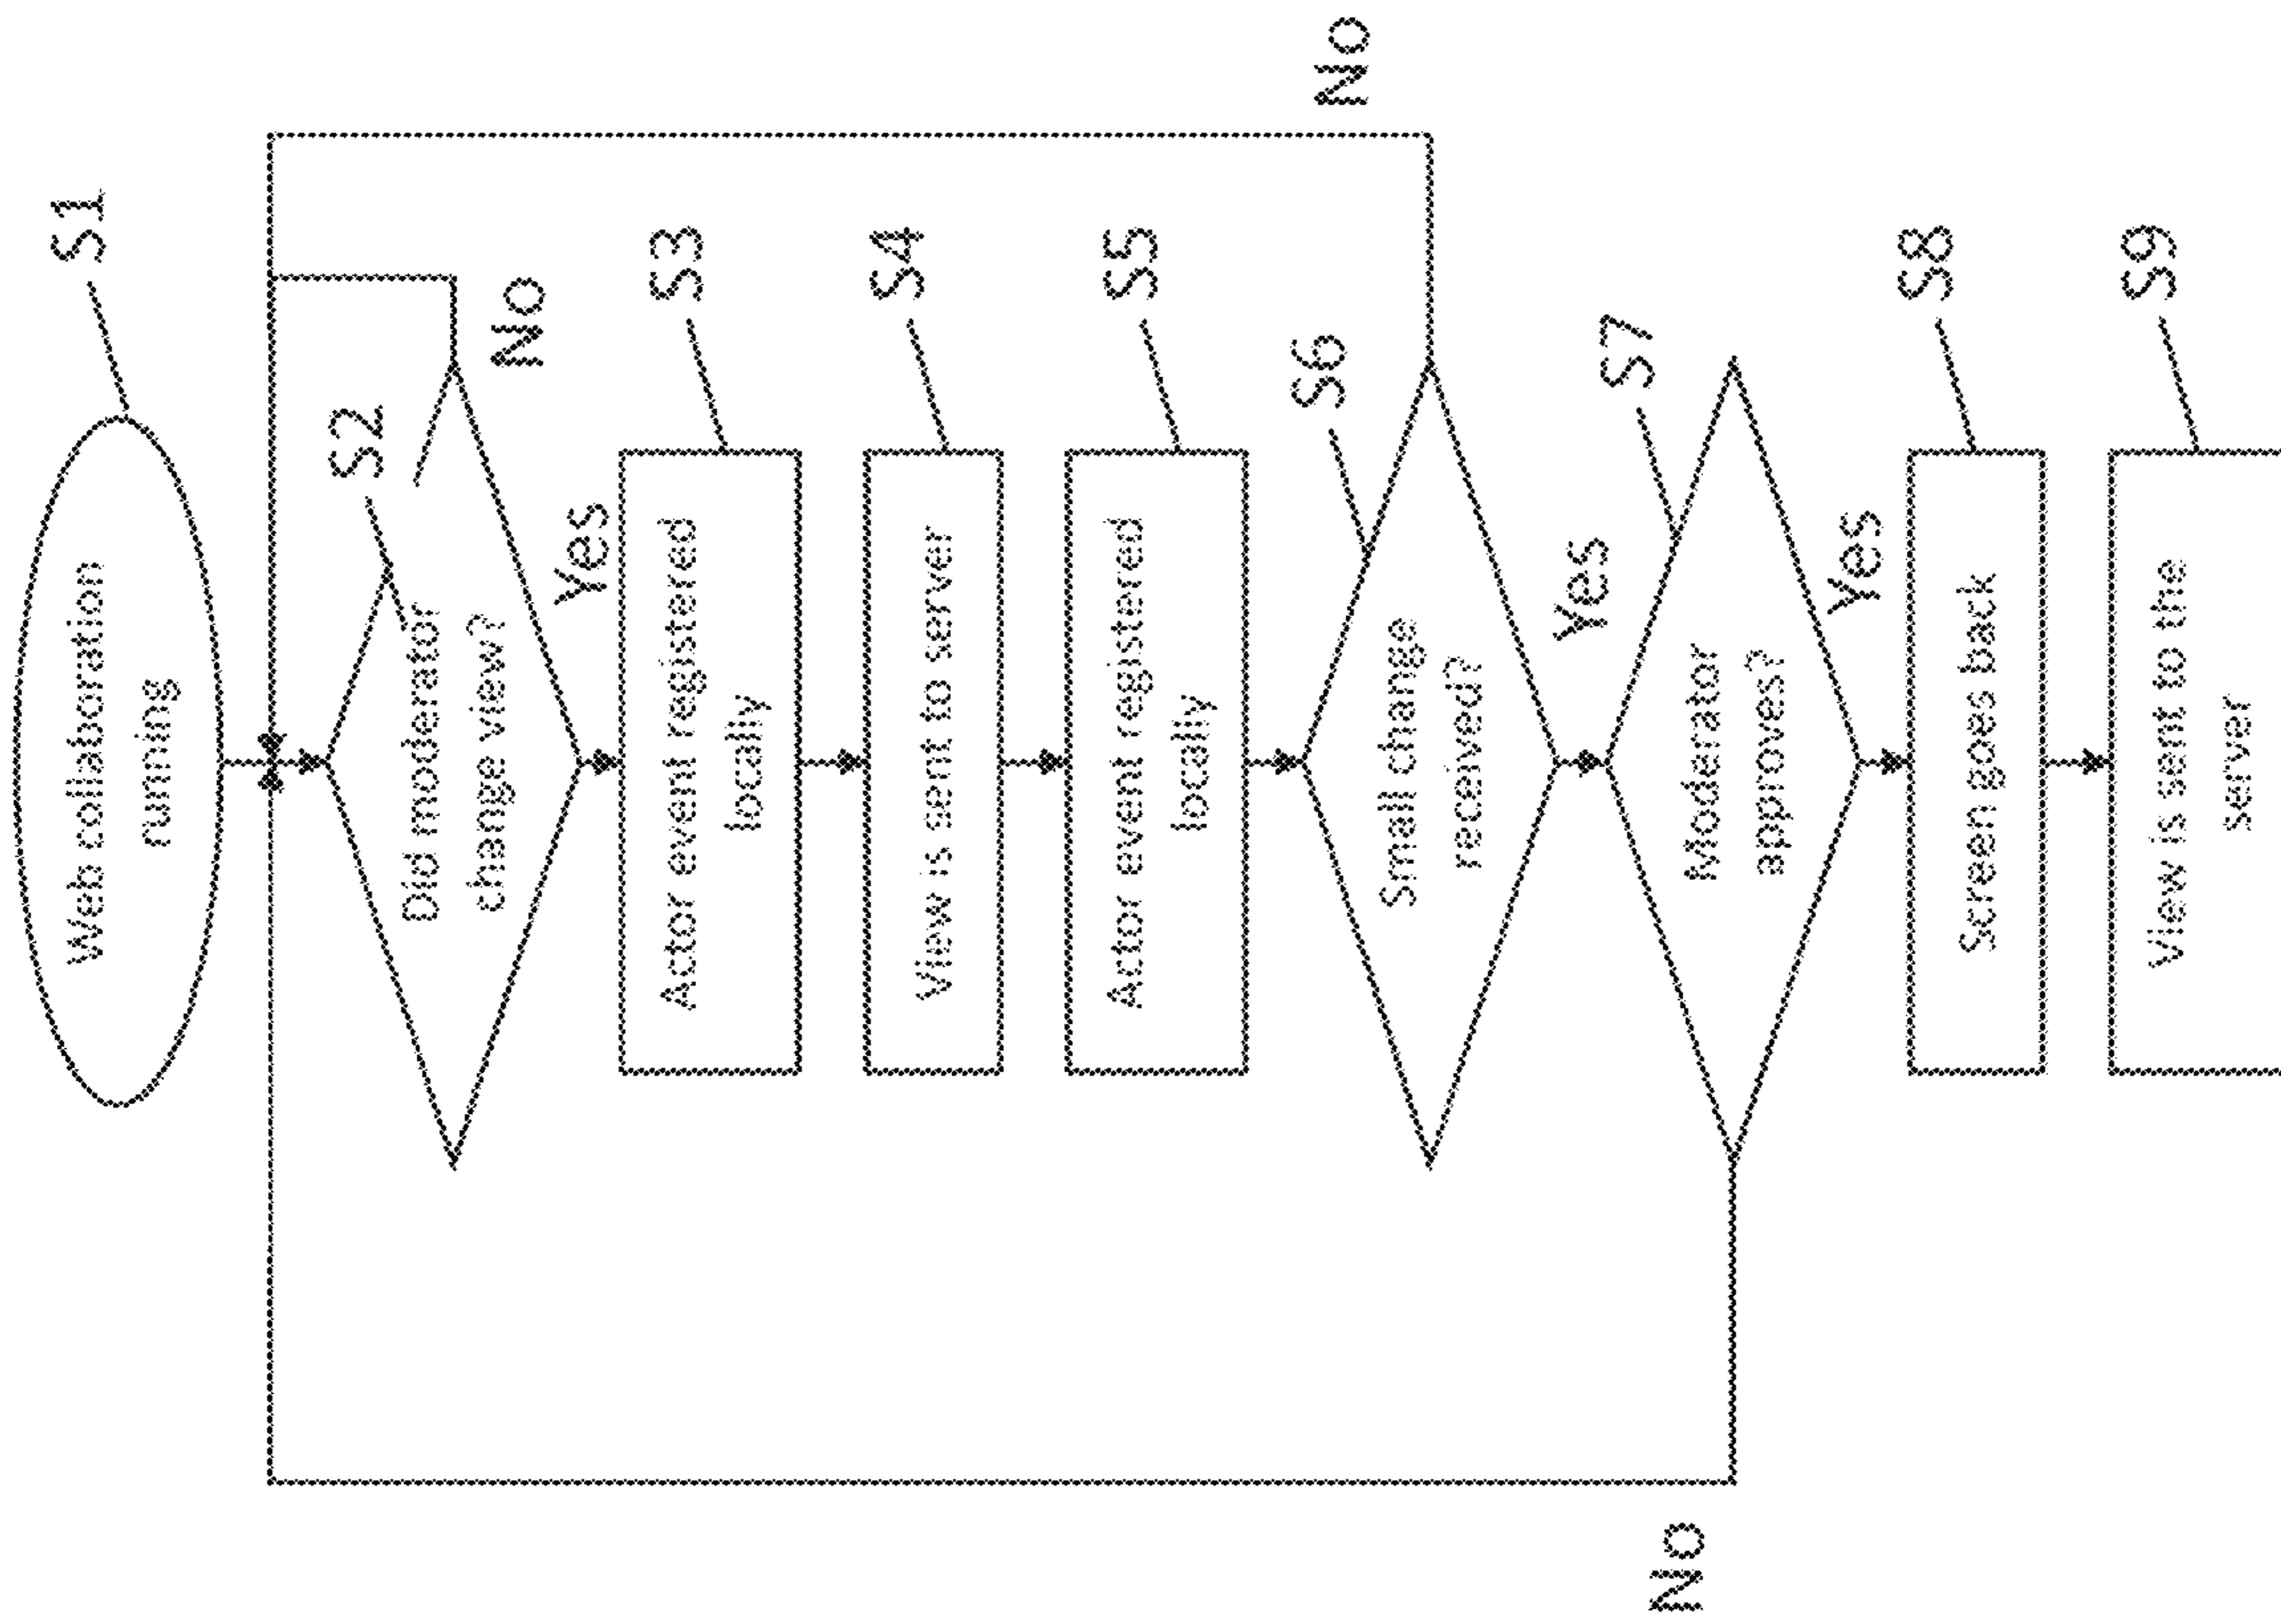 Web collaboration
running
S1
Did moderator
change view?
S2
No
Yes
Actor event registered
locally
S3
View is sent to server
S4
Actor event registered
locally
S5
Small change
received?
S6
No
Yes
Moderator
approves?
S7
No
Yes
Screen goes back
S8
View is sent to the
server
S9